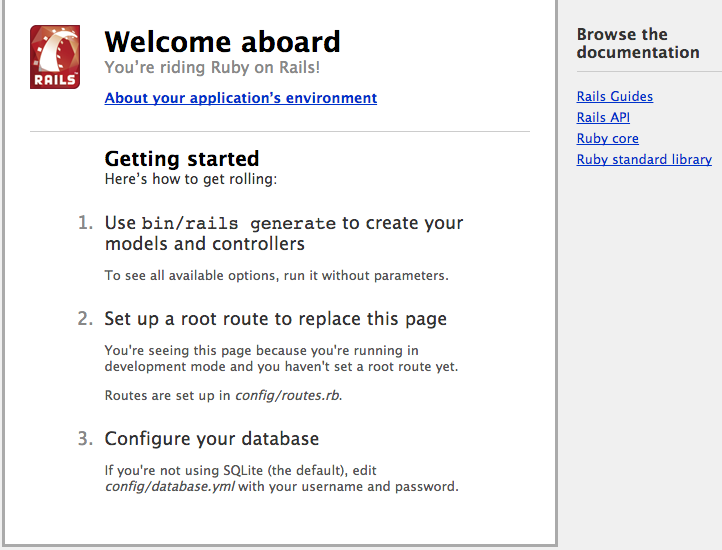 RAILS
Welcome aboard
You’re riding Ruby on Rails!
About your application’s environment
Getting started
Here’s how to get rolling:
1. Use bin/rails generate to create your
models and controllers
To see all available options, run it without parameters.
2. Set up a root route to replace this page
You're seeing this page because you're running in
development mode and you haven't set a root route yet.
Routes are set up in config/routes.rb.
3. Configure your database
If you're not using SQLite (the default), edit
config/database.yml with your username and password.
Browse the
documentation
Rails Guides
Rails API
Ruby core
Ruby standard library